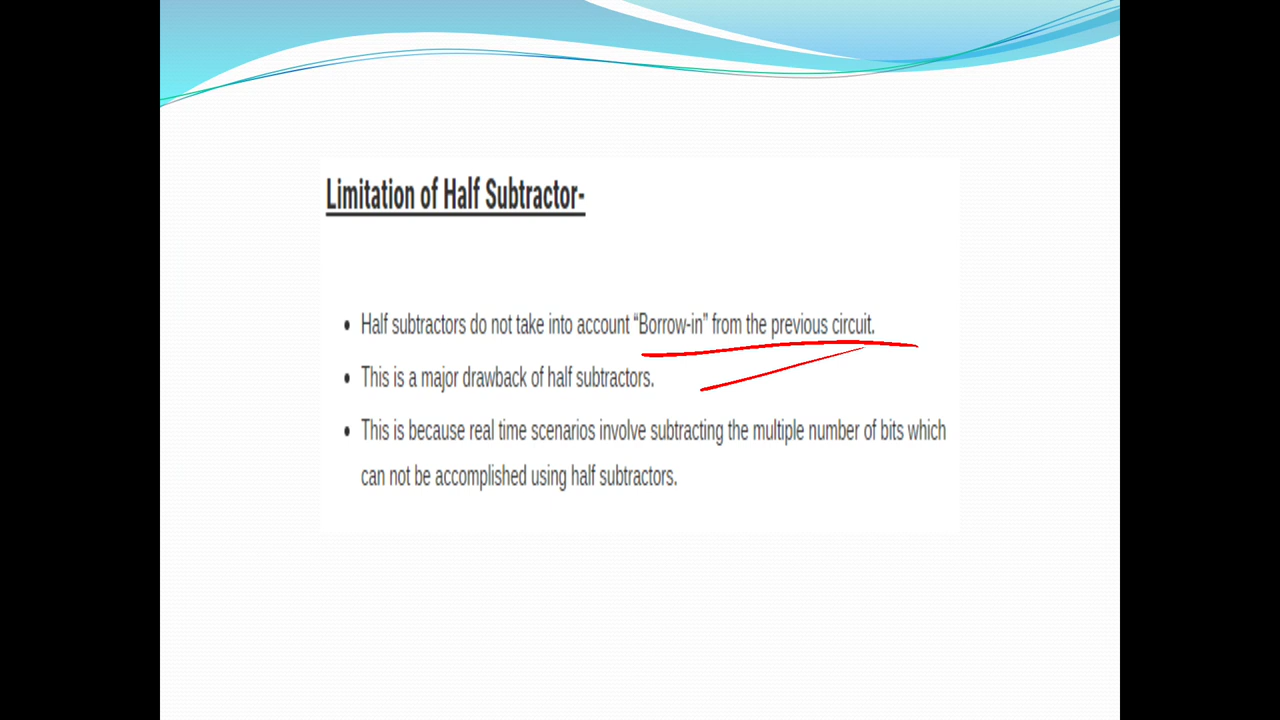 Limitation of Half Subtractor-
• Half subtractors do not take into account “Borrow-in” from the previous circuit.
• This is a major drawback of half subtractors.
• This is because real time scenarios involve subtracting the multiple number of bits which
can not be accomplished using half subtractors.